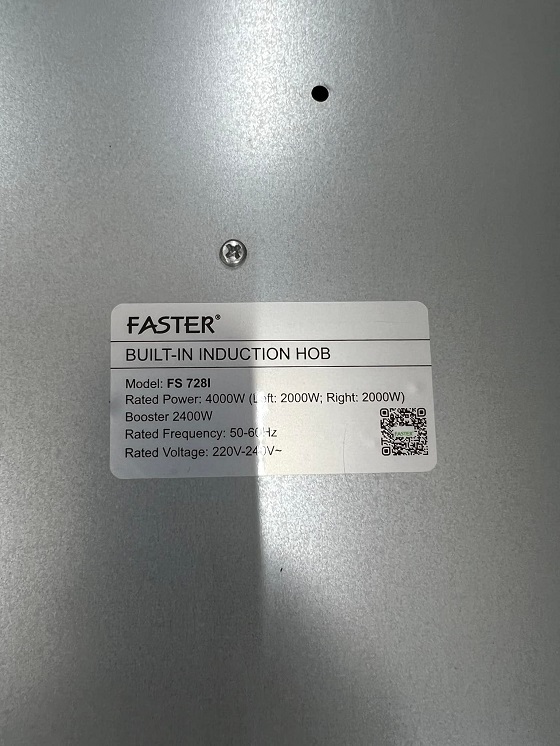 FASTER®
BUILT-IN INDUCTION HOB
Model: FS 728I
Rated Power: 4000W (Left: 2000W; Right: 2000W)
Booster 2400W
Rated Frequency: 50-60Hz
Rated Voltage: 220V-240V~
FASTER